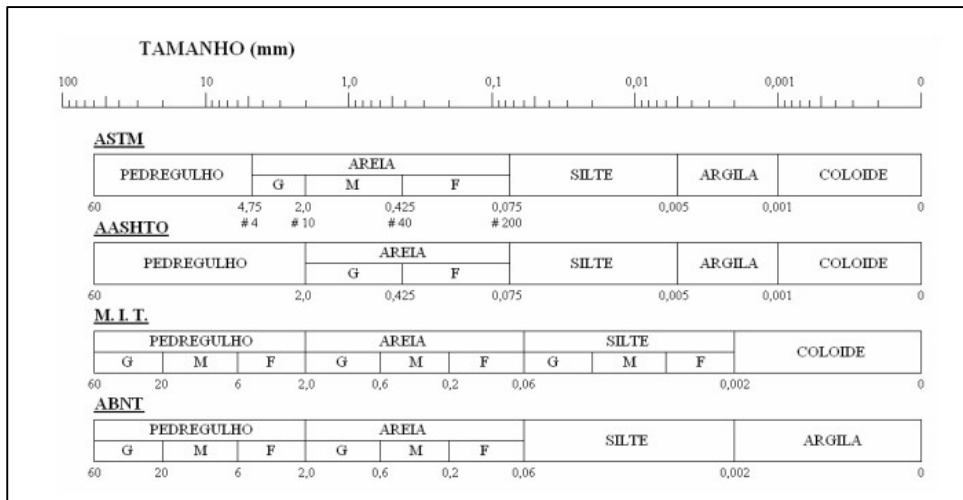 TAMANHO (mm)
100 10 1,0 0,1 0,01 0,001 0
ASTM
PEDREGULHO AREIA SILTE ARGILA COLOIDE
G M F
60 4,75 2,0 0,425 0,075 0,005 0,001 0
# 4 # 10 # 40 # 200
AASHTO
PEDREGULHO AREIA SILTE ARGILA COLOIDE
G F
60 2,0 0,425 0,075 0,005 0,001 0
M. I. T.
PEDREGULHO AREIA SILTE COLOIDE
G M F G M F G M F
60 20 6 2,0 0,6 0,2 0,06 0,002 0
ABNT
PEDREGULHO AREIA SILTE ARGILA
G M F G M F
60 20 6 2,0 0,6 0,2 0,06 0,002 0